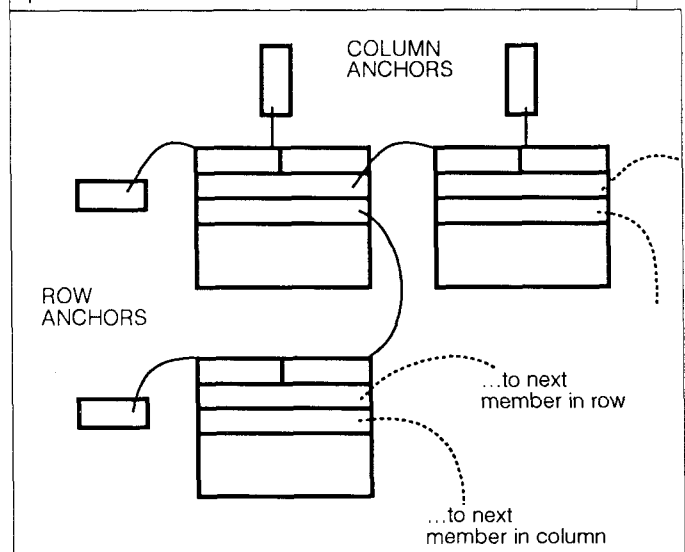 COLUMN
ANCHORS
ROW
ANCHORS
...to next
member in row
...to next
member in column